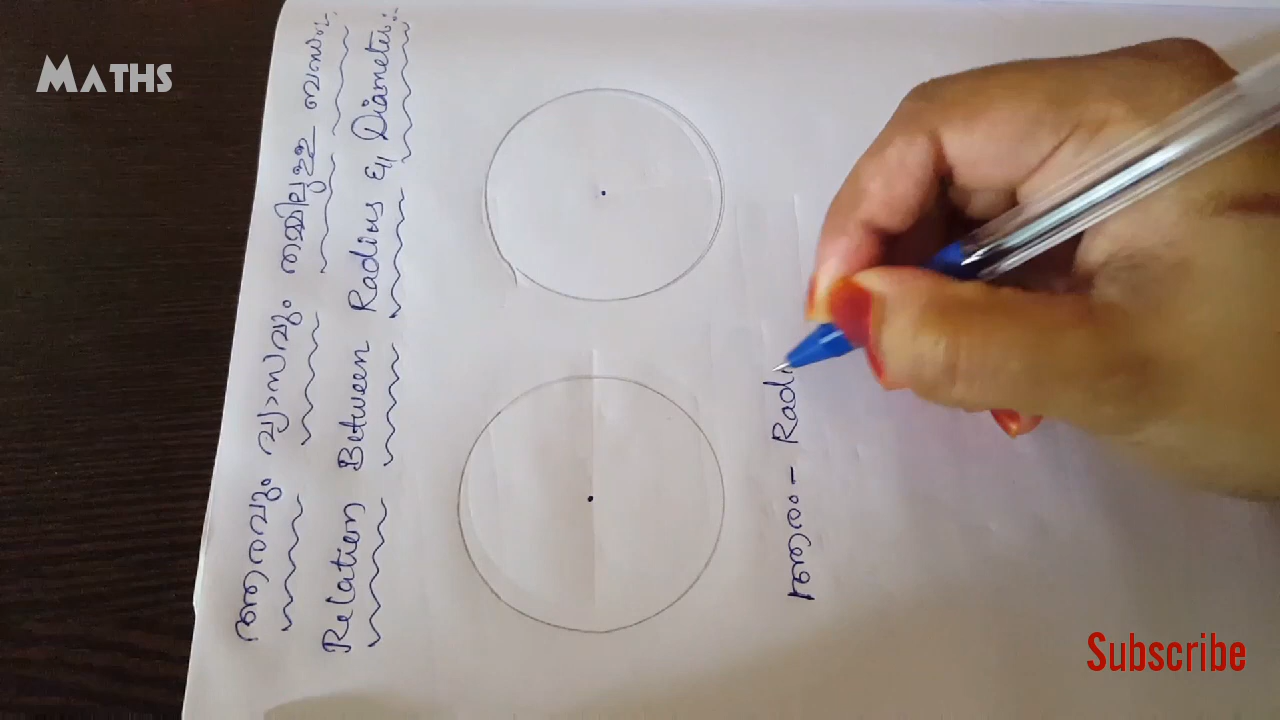 MATHS
ആരവും വ്യാസവും തമ്മിലുള്ള ബന്ധം:
Relation Between Radius & Diameter:
ആരം - Radi
Subscribe